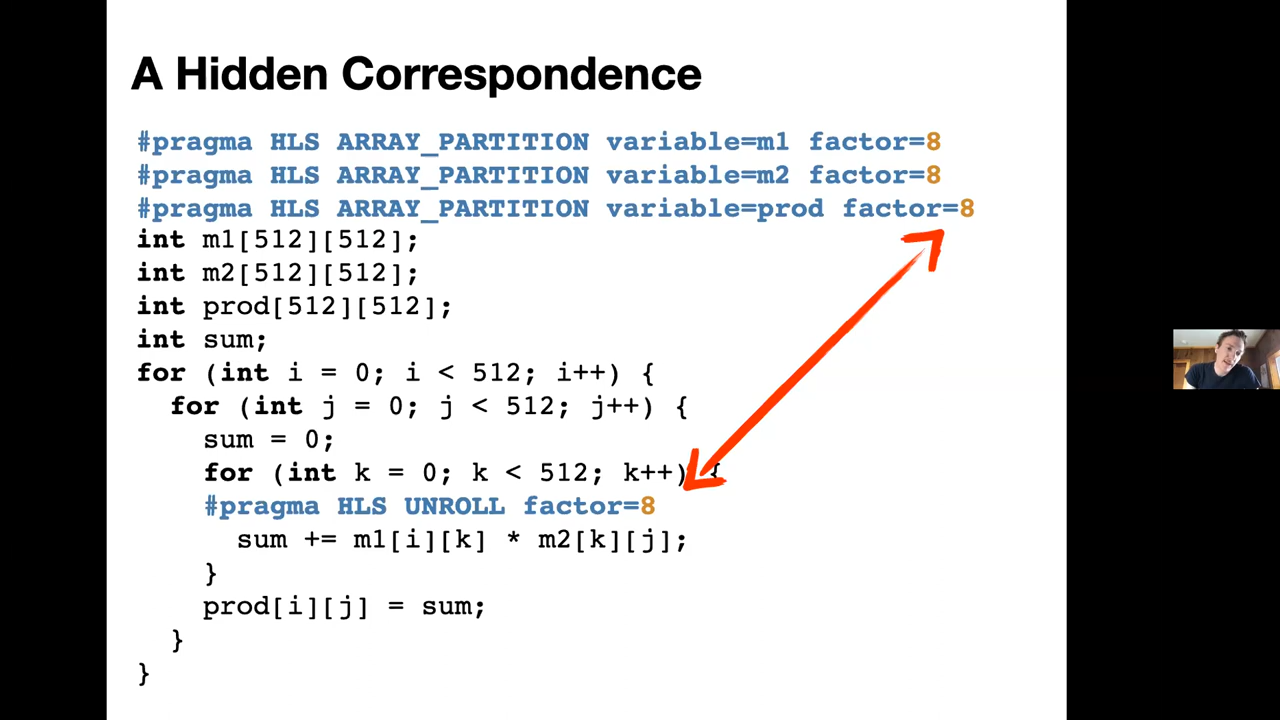 A Hidden Correspondence
#pragma HLS ARRAY_PARTITION variable=m1 factor=8
#pragma HLS ARRAY_PARTITION variable=m2 factor=8
#pragma HLS ARRAY_PARTITION variable=prod factor=8
int m1[512][512];
int m2[512][512];
int prod[512][512];
int sum;
for (int i = 0; i < 512; i++) {
  for (int j = 0; j < 512; j++) {
    sum = 0;
    for (int k = 0; k < 512; k++) {
    #pragma HLS UNROLL factor=8
      sum += m1[i][k] * m2[k][j];
    }
    prod[i][j] = sum;
  }
}